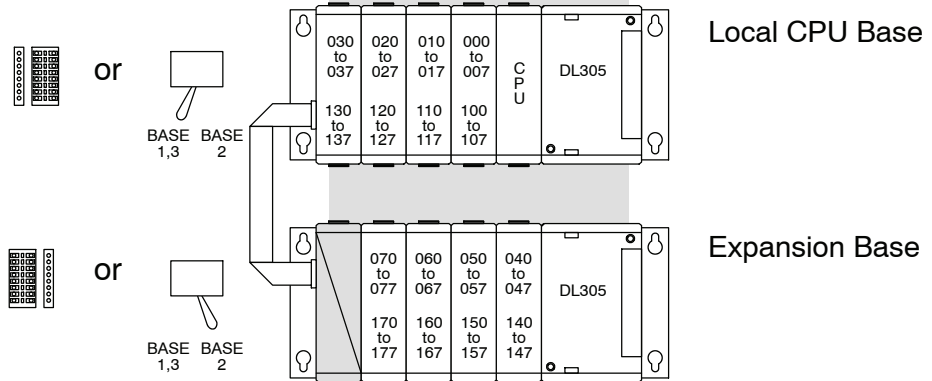 Local CPU Base
or
BASE 1,3
BASE 2
030 to 037
020 to 027
010 to 017
000 to 007
130 to 137
120 to 127
110 to 117
100 to 107
CPU
DL305
Expansion Base
or
BASE 1,3
BASE 2
070 to 077
060 to 067
050 to 057
040 to 047
170 to 177
160 to 167
150 to 157
140 to 147
DL305